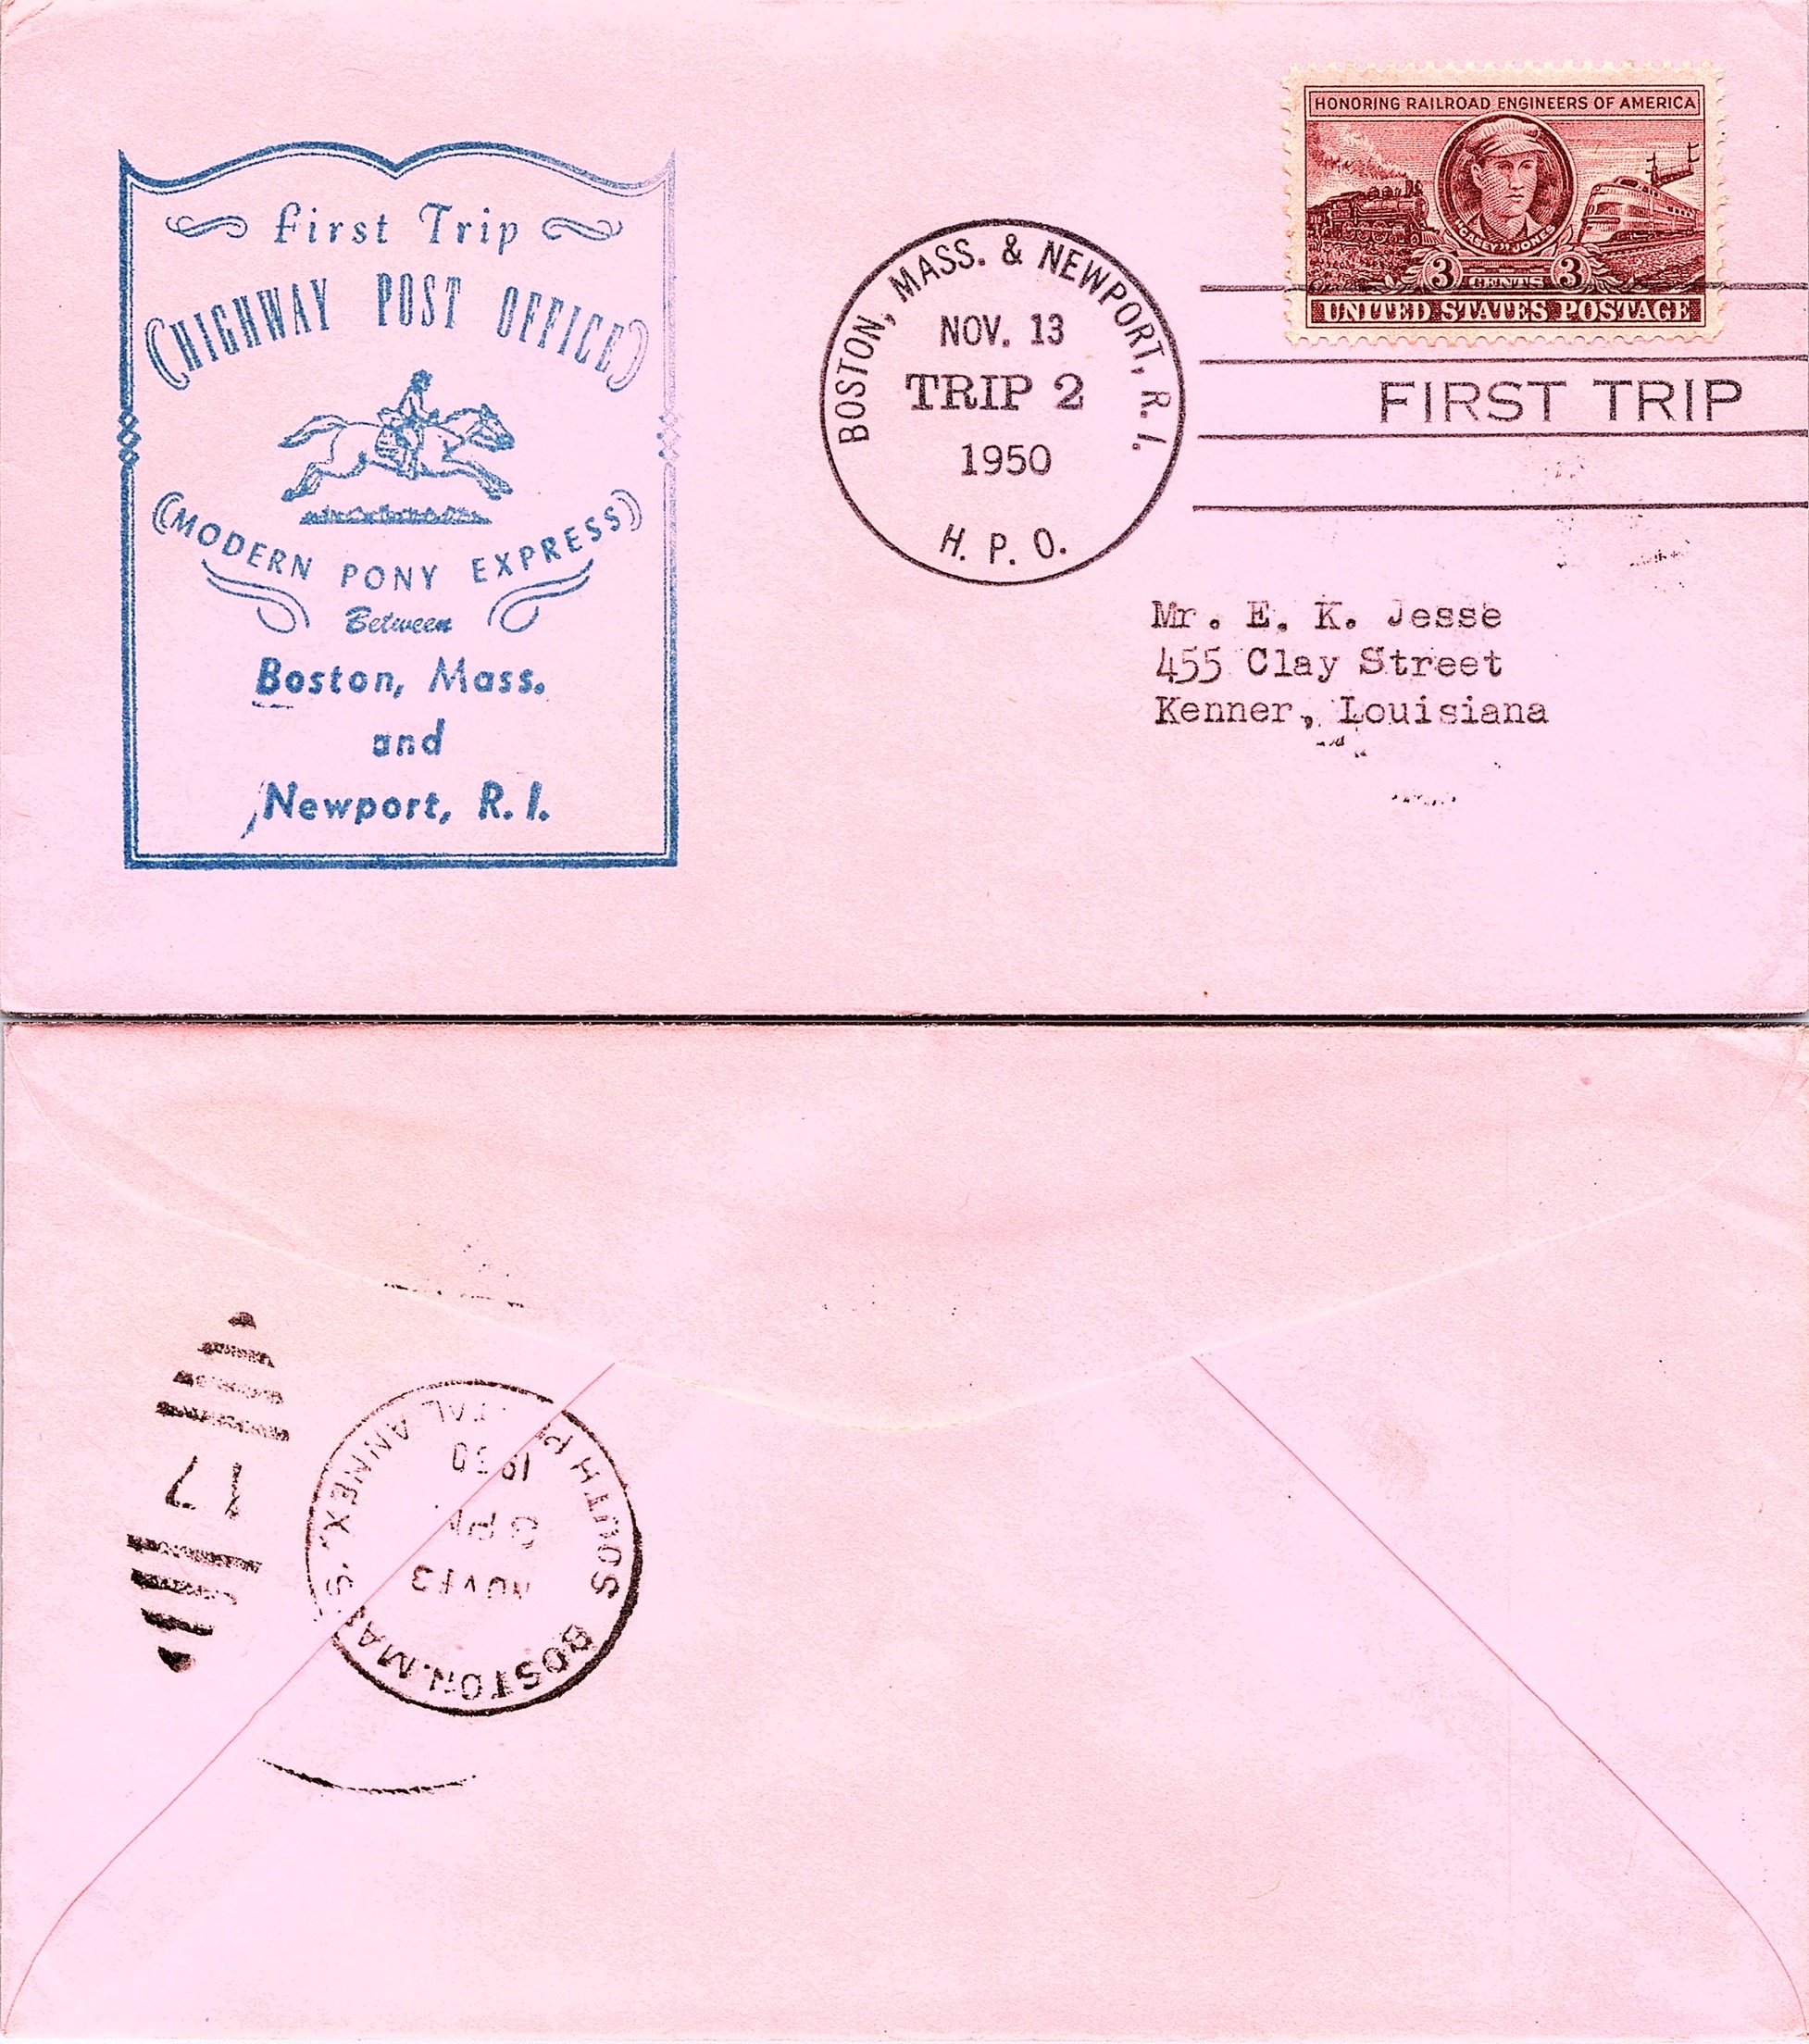 First Trip
HIGHWAY POST OFFICE
MODERN PONY EXPRESS
Between
Boston, Mass.
and
Newport, R.I.
BOSTON, MASS. & NEWPORT, R.I.
NOV. 13
TRIP 2
1950
H. P. O.
HONORING RAILROAD ENGINEERS OF AMERICA
"CASEY" JONES
3 CENTS 3
UNITED STATES POSTAGE
FIRST TRIP
Mr. E. K. Jesse
455 Clay Street
Kenner, Louisiana
BOSTON, MASS.
NOV 13
SOUTH
ANNEX
17